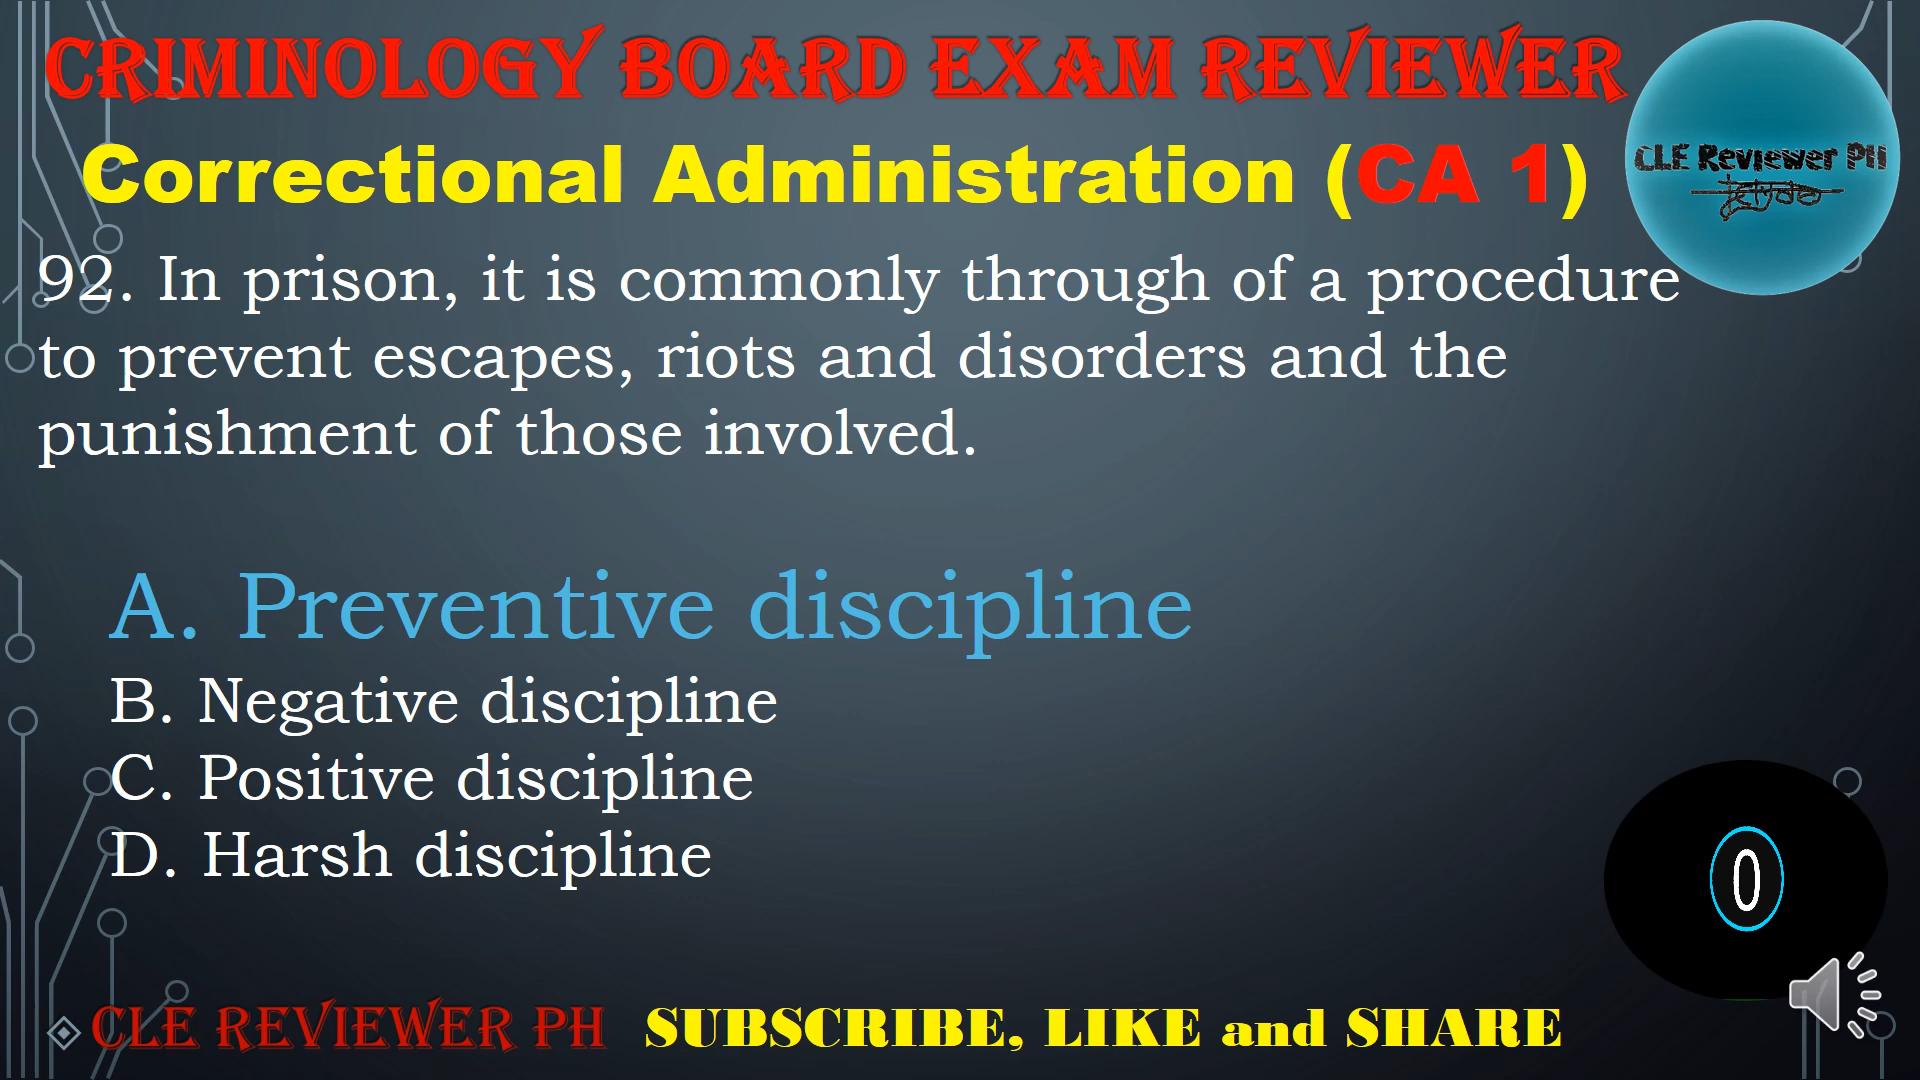 CRIMINOLOGY BOARD EXAM REVIEWER
Correctional Administration (CA 1)
CLE Reviewer PH
92. In prison, it is commonly through of a procedure
to prevent escapes, riots and disorders and the
punishment of those involved.
A. Preventive discipline
B. Negative discipline
C. Positive discipline
D. Harsh discipline
0
CLE REVIEWER PH SUBSCRIBE, LIKE and SHARE